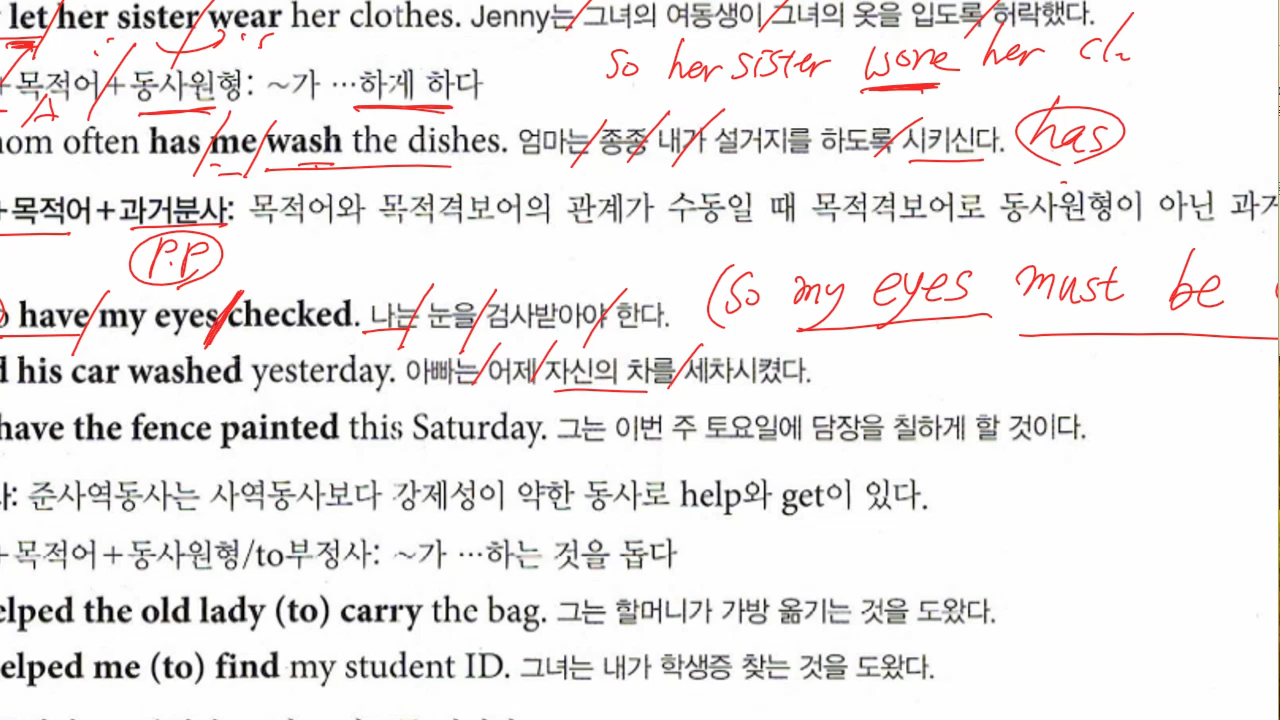 let her sister wear her clothes. Jenny는 그녀의 여동생이 그녀의 옷을 입도록 허락했다.
so her sister wore her
+목적어+동사원형: ~가 …하게 하다
often has me wash the dishes. 엄마는 종종 내가 설거지를 하도록 시키신다. has
+목적어+과거분사: 목적어와 목적격보어의 관계가 수동일 때 목적격보어로 동사원형이 아닌 과거
P.P
(so my eyes must be
have my eyes checked. 나는 눈을 검사받아야 한다.
his car washed yesterday. 아빠는 어제 자신의 차를 세차시켰다.
have the fence painted this Saturday. 그는 이번 주 토요일에 담장을 칠하게 할 것이다.
준사역동사는 사역동사보다 강제성이 약한 동사로 help와 get이 있다.
+목적어+동사원형/to부정사: ~가 …하는 것을 돕다
elped the old lady (to) carry the bag. 그는 할머니가 가방 옮기는 것을 도왔다.
elped me (to) find my student ID. 그녀는 내가 학생증 찾는 것을 도왔다.